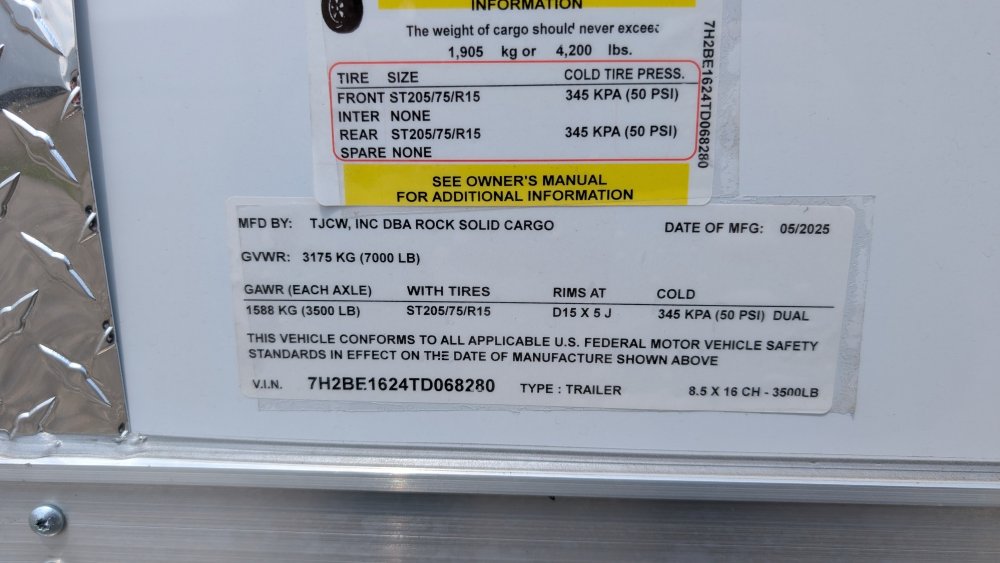 INFORMATION
The weight of cargo should never exceed
1,905 kg or 4,200 lbs.
TIRE SIZE COLD TIRE PRESS.
FRONT ST205/75/R15 345 KPA (50 PSI)
INTER NONE
REAR ST205/75/R15 345 KPA (50 PSI)
SPARE NONE
SEE OWNER'S MANUAL
FOR ADDITIONAL INFORMATION
7H2BE1624TD068280
MFD BY: TJCW, INC DBA ROCK SOLID CARGO DATE OF MFG: 05/2025
GVWR: 3175 KG (7000 LB)
GAWR (EACH AXLE) WITH TIRES RIMS AT COLD
1588 KG (3500 LB) ST205/75/R15 D15 X 5 J 345 KPA (50 PSI) DUAL
THIS VEHICLE CONFORMS TO ALL APPLICABLE U.S. FEDERAL MOTOR VEHICLE SAFETY
STANDARDS IN EFFECT ON THE DATE OF MANUFACTURE SHOWN ABOVE
V.I.N. 7H2BE1624TD068280 TYPE : TRAILER 8.5 X 16 CH - 3500LB